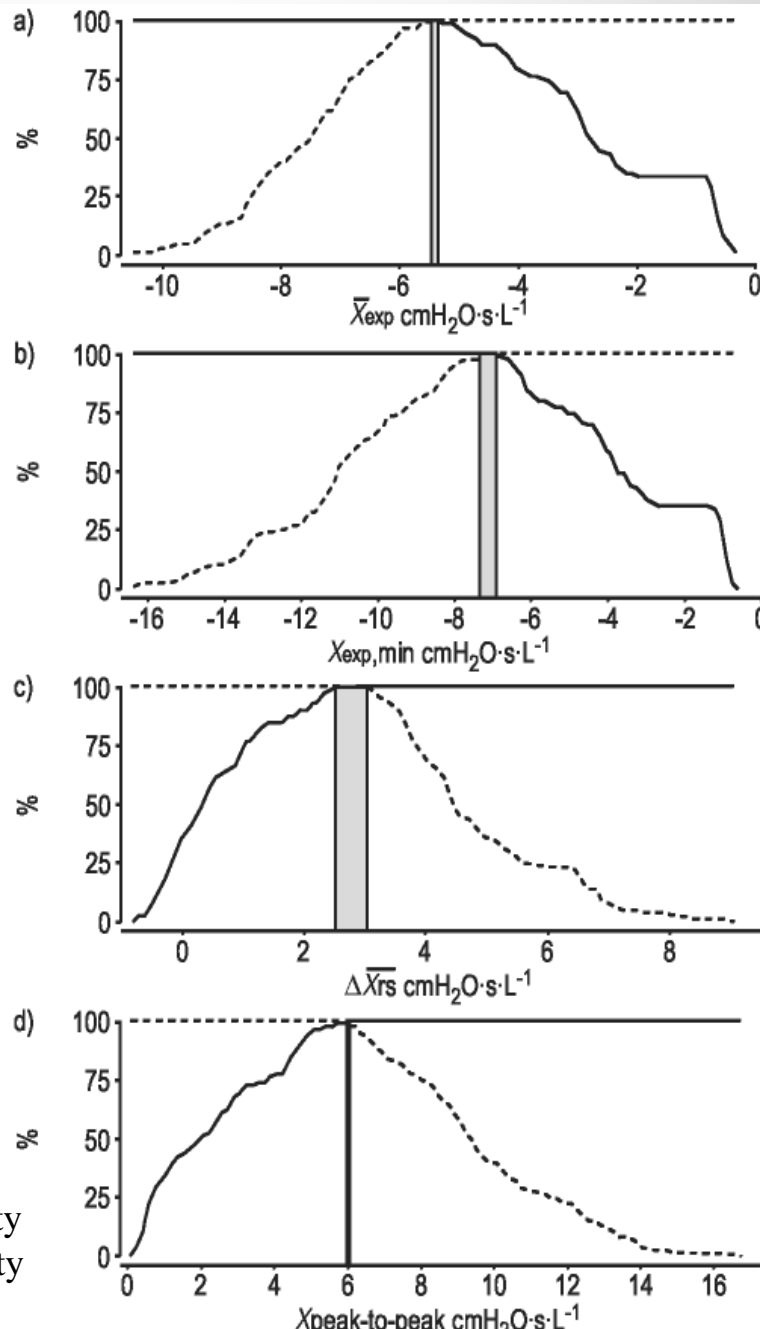 a)
100
75
50
25
0
%
-10 -8 -6 -4 -2 0
X̅exp cmH₂O·s·L⁻¹
b)
100
75
50
25
0
%
-16 -14 -12 -10 -8 -6 -4 -2
Xexp,min cmH₂O·s·L⁻¹
c)
100
75
50
25
0
%
0 2 4 6 8
ΔX̅r̅s̅ cmH₂O·s·L⁻¹
d)
100
75
50
25
0
%
ty
ty
0 2 4 6 8 10 12 14 16
Xpeak-to-peak cmH₂O·s·L⁻¹